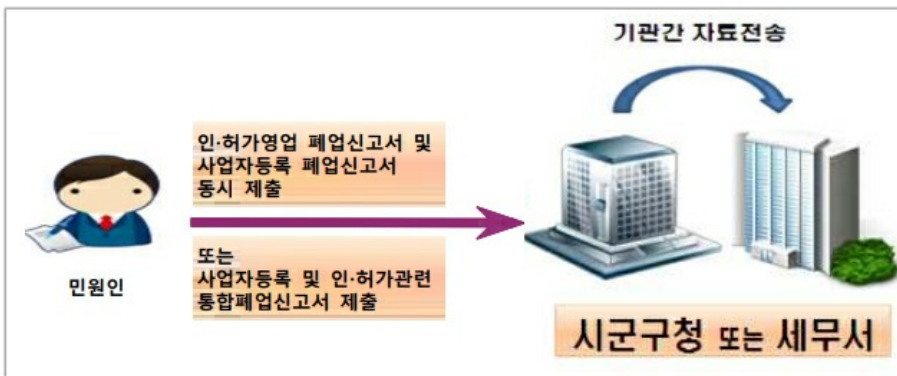 기관간 자료전송
인·허가영업 폐업신고서 및
사업자등록 폐업신고서
동시 제출
또는
사업자등록 및 인·허가관련
통합폐업신고서 제출
민원인
시군구청 또는 세무서